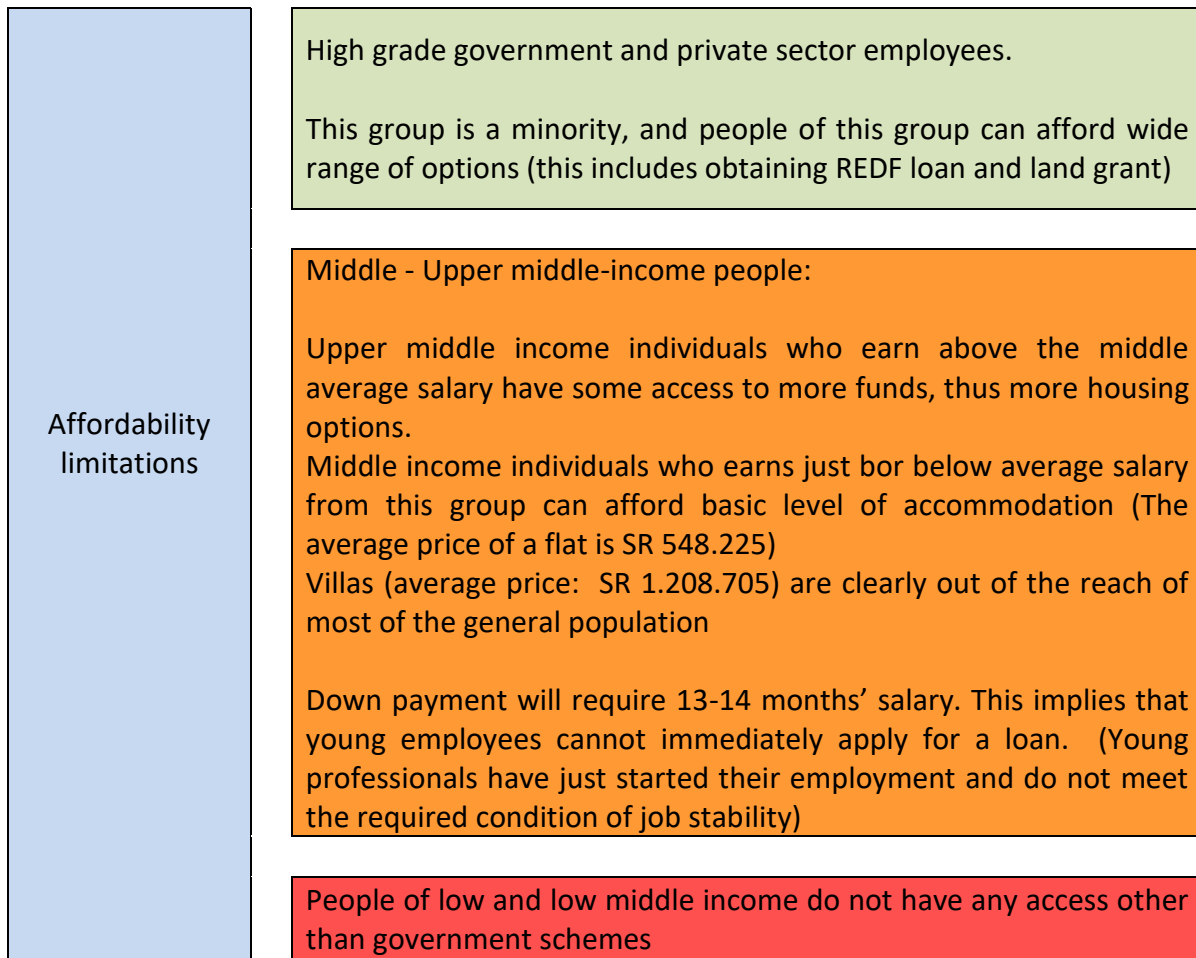 Affordability
limitations
High grade government and private sector employees.
This group is a minority, and people of this group can afford wide
range of options (this includes obtaining REDF loan and land grant)
Middle - Upper middle-income people:
Upper middle income individuals who earn above the middle
average salary have some access to more funds, thus more housing
options.
Middle income individuals who earns just bor below average salary
from this group can afford basic level of accommodation (The
average price of a flat is SR 548.225)
Villas (average price:  SR 1.208.705) are clearly out of the reach of
most of the general population
Down payment will require 13-14 months’ salary. This implies that
young employees cannot immediately apply for a loan.  (Young
professionals have just started their employment and do not meet
the required condition of job stability)
People of low and low middle income do not have any access other
than government schemes